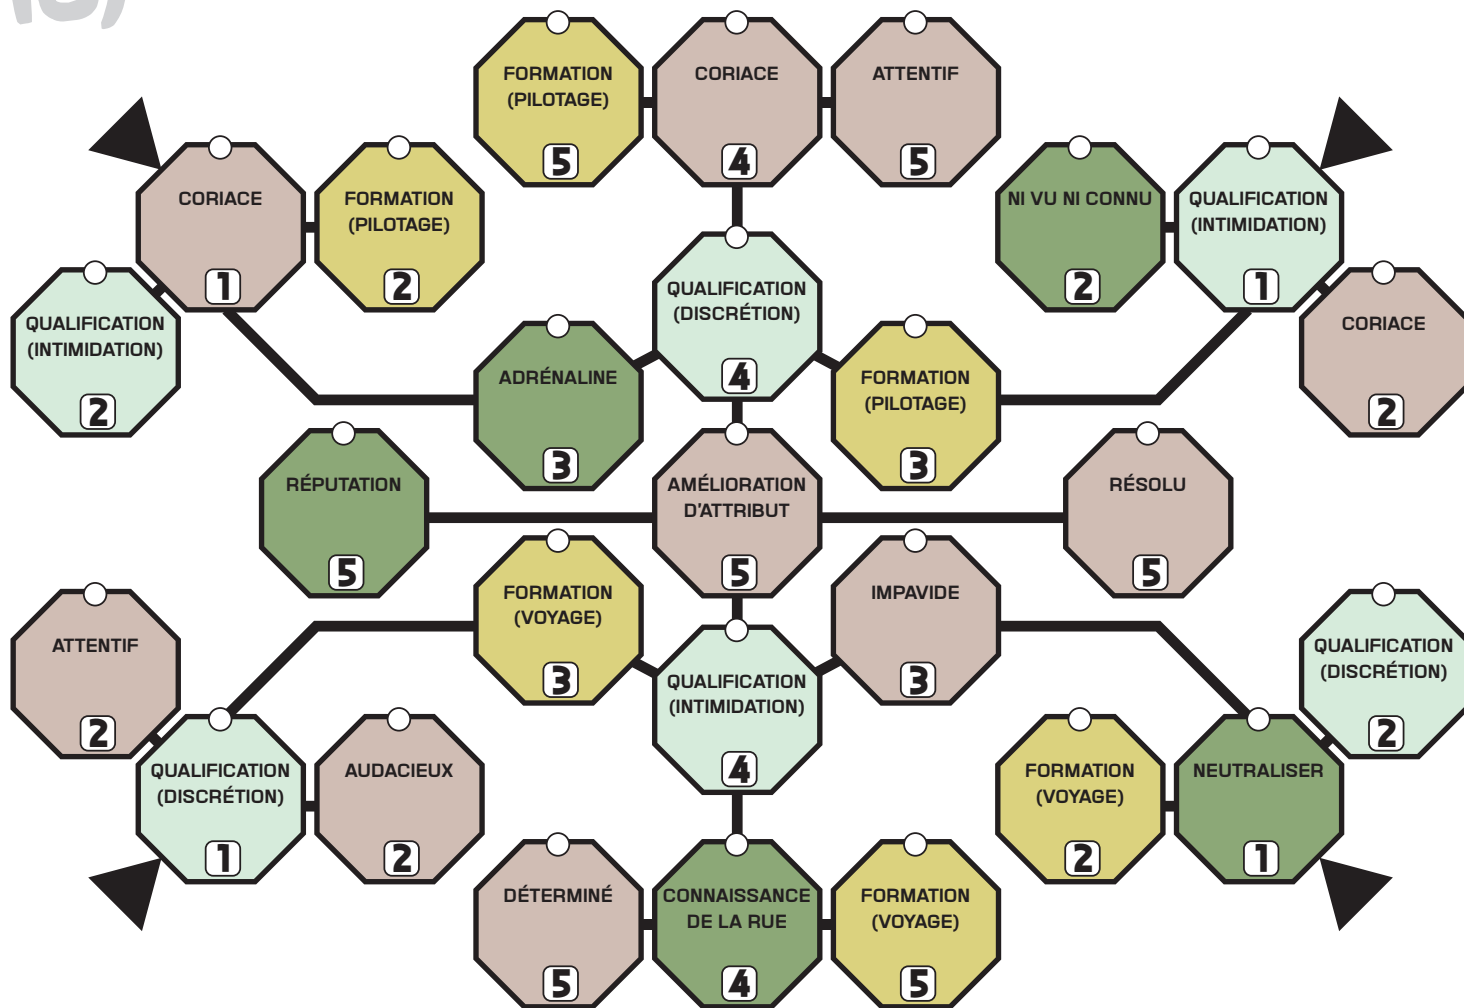 FORMATION
(PILOTAGE)
5
CORIACE
4
ATTENTIF
5
CORIACE
1
FORMATION
(PILOTAGE)
2
NI VU NI CONNU
2
QUALIFICATION
(INTIMIDATION)
1
QUALIFICATION
(INTIMIDATION)
2
QUALIFICATION
(DISCRÉTION)
4
CORIACE
2
ADRÉNALINE
3
FORMATION
(PILOTAGE)
3
RÉPUTATION
5
AMÉLIORATION
D'ATTRIBUT
5
RÉSOLU
5
FORMATION
(VOYAGE)
3
IMPAVIDE
3
ATTENTIF
2
QUALIFICATION
(INTIMIDATION)
4
QUALIFICATION
(DISCRÉTION)
2
QUALIFICATION
(DISCRÉTION)
1
AUDACIEUX
2
FORMATION
(VOYAGE)
2
NEUTRALISER
1
DÉTERMINÉ
5
CONNAISSANCE
DE LA RUE
4
FORMATION
(VOYAGE)
5